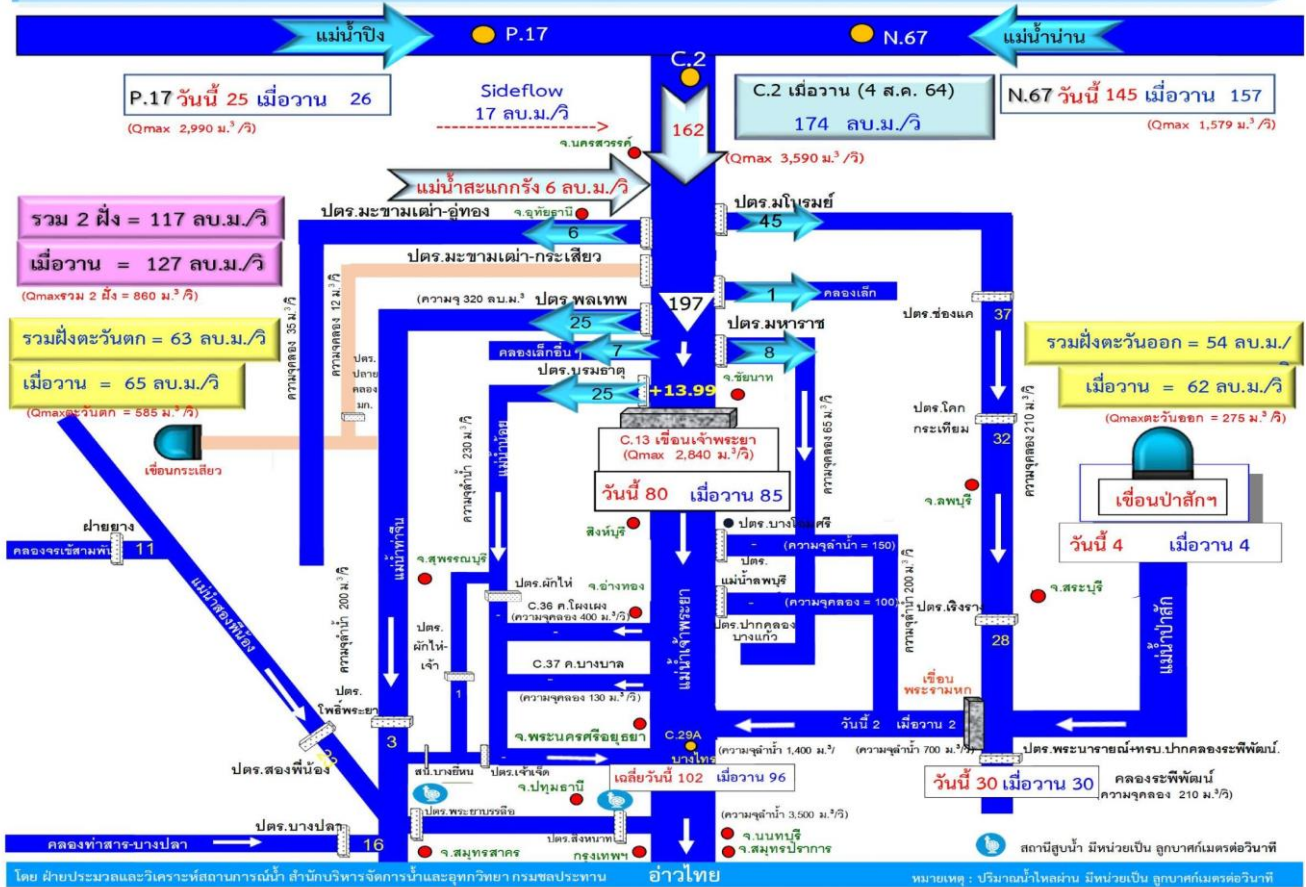 แม่น้ำปิง
P.17
N.67
แม่น้ำน่าน
C.2
P.17 วันนี้ 25 เมื่อวาน 26
(Qmax 2,990 ม.³/วิ)
Sideflow
17 ลบ.ม./วิ
162
C.2 เมื่อวาน (4 ส.ค. 64)
174 ลบ.ม./วิ
(Qmax 3,590 ม.³/วิ)
N.67 วันนี้ 145 เมื่อวาน 157
(Qmax 1,579 ม.³/วิ)
จ.นครสวรรค์
แม่น้ำสะแกกรัง 6 ลบ.ม./วิ
รวม 2 ฝั่ง = 117 ลบ.ม./วิ
เมื่อวาน = 127 ลบ.ม./วิ
(Qmaxรวม 2 ฝั่ง = 860 ม.³/วิ)
ปตร.มะขามเฒ่า-อู่ทอง
จ.อุทัยธานี
6
ปตร.มโนรมย์
45
ปตร.มะขามเฒ่า-กระเสียว
(ความจุ 320 ลบ.ม.³
ปตร.พลเทพ
25
197
1
คลองเล็ก
ปตร.ช่องแค
37
รวมฝั่งตะวันตก = 63 ลบ.ม./วิ
เมื่อวาน = 65 ลบ.ม./วิ
(Qmaxตะวันตก = 585 ม.³/วิ)
ความจุคลอง 35 ม.³/วิ
ความจุคลอง 12 ม.³/วิ
ปตร.
ปลาย
คลอง
มก.
คลองเล็กอื่นๆ
7
ปตร.มหาราช
8
รวมฝั่งตะวันออก = 54 ลบ.ม./
เมื่อวาน = 62 ลบ.ม./วิ
(Qmaxตะวันออก = 275 ม.³/วิ)
ปตร.บรมธาตุ
25
+13.99
จ.ชัยนาท
เขื่อนกระเสียว
ความจุลำน้ำ 230 ม.³/วิ
แม่น้ำน้อย
C.13 เขื่อนเจ้าพระยา
(Qmax 2,840 ม.³/วิ)
วันนี้ 80 เมื่อวาน 85
ความจุคลอง 65 ม.³/วิ
ปตร.โคก
กระเทียม
32
ความจุคลอง 210 ม.³/วิ
จ.ลพบุรี
เขื่อนป่าสักฯ
วันนี้ 4 เมื่อวาน 4
ฝายยาง
คลองจรเข้สามพัน
11
แม่น้ำสองพี่น้อง
แม่น้ำท่าจีน
ความจุลำน้ำ 200 ม.³/วิ
จ.สุพรรณบุรี
สิงห์บุรี
ปตร.บางโฉมศรี
- (ความจุลำน้ำ = 150)
ปตร.
แม่น้ำลพบุรี
- (ความจุคลอง = 100)
ปตร.ปากคลอง
บางแก้ว
ความจุลำน้ำ 200 ม.³/วิ
ปตร.เริงราง
28
จ.สระบุรี
แม่น้ำป่าสัก
ปตร.ผักไห่
-
จ.อ่างทอง
C.36 ค.โผงเผง
(ความจุคลอง 400 ม.³/วิ)
-
ปตร.
ผักไห่-
เจ้า
1
C.37 ค.บางบาล
-
(ความจุคลอง 130 ม.³/วิ)
แม่น้ำเจ้าพระยา
เขื่อน
พระรามหก
วันนี้ 2 เมื่อวาน 2
ปตร.
โพธิ์พระยา
3
ปตร.สองพี่น้อง
จ.พระนครศรีอยุธยา
C.29A
บางไทร
(ความจุลำน้ำ 1,400 ม.³/
(ความจุลำน้ำ 700 ม.³/วิ)
ปตร.พระนารายณ์+ทรบ.ปากคลองระพีพัฒน์.
สน.บางยี่หน
ปตร.เจ้าเจ็ด
เฉลี่ยวันนี้ 102 เมื่อวาน 96
วันนี้ 30 เมื่อวาน 30
คลองระพีพัฒน์
(ความจุคลอง 210 ม.³/วิ)
จ.ปทุมธานี
ปตร.พระยาบรรลือ
(ความจุลำน้ำ 3,500 ม.³/วิ)
ปตร.บางปลา
คลองท่าสาร-บางปลา
16
ปตร.สิงหนาท
จ.สมุทรสาคร
กรุงเทพฯ
จ.นนทบุรี
จ.สมุทรปราการ
สถานีสูบน้ำ มีหน่วยเป็น ลูกบาศก์เมตรต่อวินาที
โดย ฝ่ายประมวลและวิเคราะห์สถานการณ์น้ำ สำนักบริหารจัดการน้ำและอุทกวิทยา กรมชลประทาน
อ่าวไทย
หมายเหตุ : ปริมาณน้ำไหลผ่าน มีหน่วยเป็น ลูกบาศก์เมตรต่อวินาที